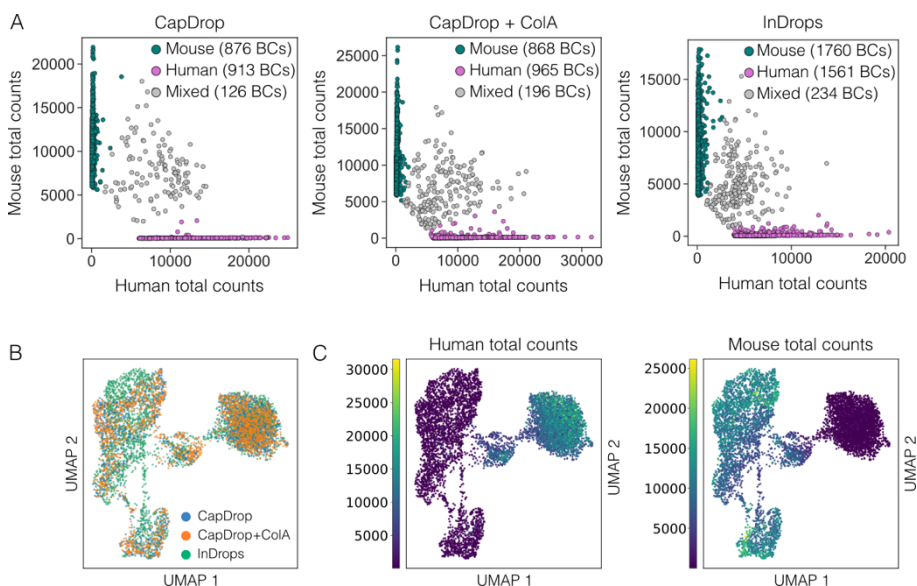 A
CapDrop
Mouse (876 BCs)
Human (913 BCs)
Mixed (126 BCs)
Mouse total counts
20000
15000
10000
5000
0
0
10000
20000
Human total counts
CapDrop + ColA
Mouse (868 BCs)
Human (965 BCs)
Mixed (196 BCs)
Mouse total counts
25000
20000
15000
10000
5000
0
0
10000
20000
30000
Human total counts
InDrops
Mouse (1760 BCs)
Human (1561 BCs)
Mixed (234 BCs)
Mouse total counts
15000
10000
5000
0
0
10000
20000
Human total counts
B
UMAP 2
CapDrop
CapDrop+ColA
InDrops
UMAP 1
C
Human total counts
30000
25000
20000
15000
10000
5000
UMAP 2
UMAP 1
Mouse total counts
25000
20000
15000
10000
5000
UMAP 2
UMAP 1